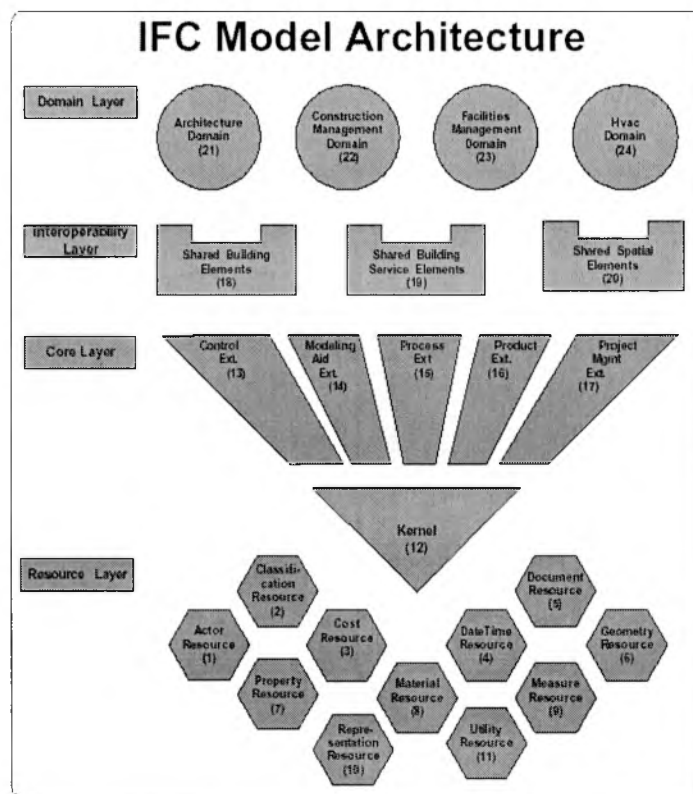 IFC Model Architecture
Domain Layer
Architecture
Domain
(21)
Construction
Management
Domain
(22)
Facilities
Management
Domain
(23)
Hvac
Domain
(24)
Interoperability
Layer
Shared Building
Elements
(18)
Shared Building
Service Elements
(19)
Shared Spatial
Elements
(20)
Core Layer
Control
Ext.
(13)
Modeling
Aid
Ext.
(14)
Process
Ext
(15)
Product
Ext.
(16)
Project
Mgmt
Ext.
(17)
Kernel
(12)
Resource Layer
Classifi-
cation
Resource
(2)
Document
Resource
(5)
Actor
Resource
(1)
Cost
Resource
(3)
DateTime
Resource
(4)
Geometry
Resource
(6)
Property
Resource
(7)
Material
Resource
(8)
Measure
Resource
(9)
Repre-
sentation
Resource
(10)
Utility
Resource
(11)